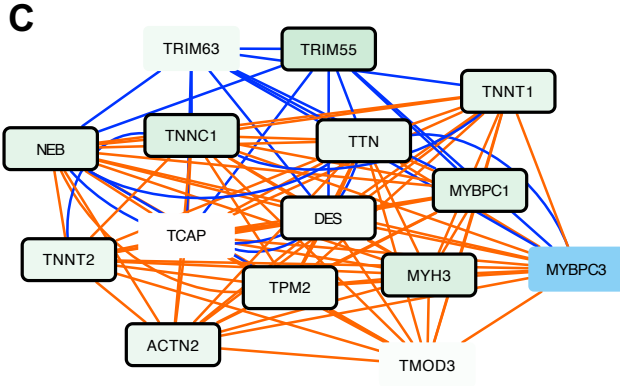 C
TRIM63
TRIM55
TNNT1
NEB
TNNC1
TTN
MYBPC1
DES
TCAP
TNNT2
TPM2
MYH3
MYBPC3
ACTN2
TMOD3